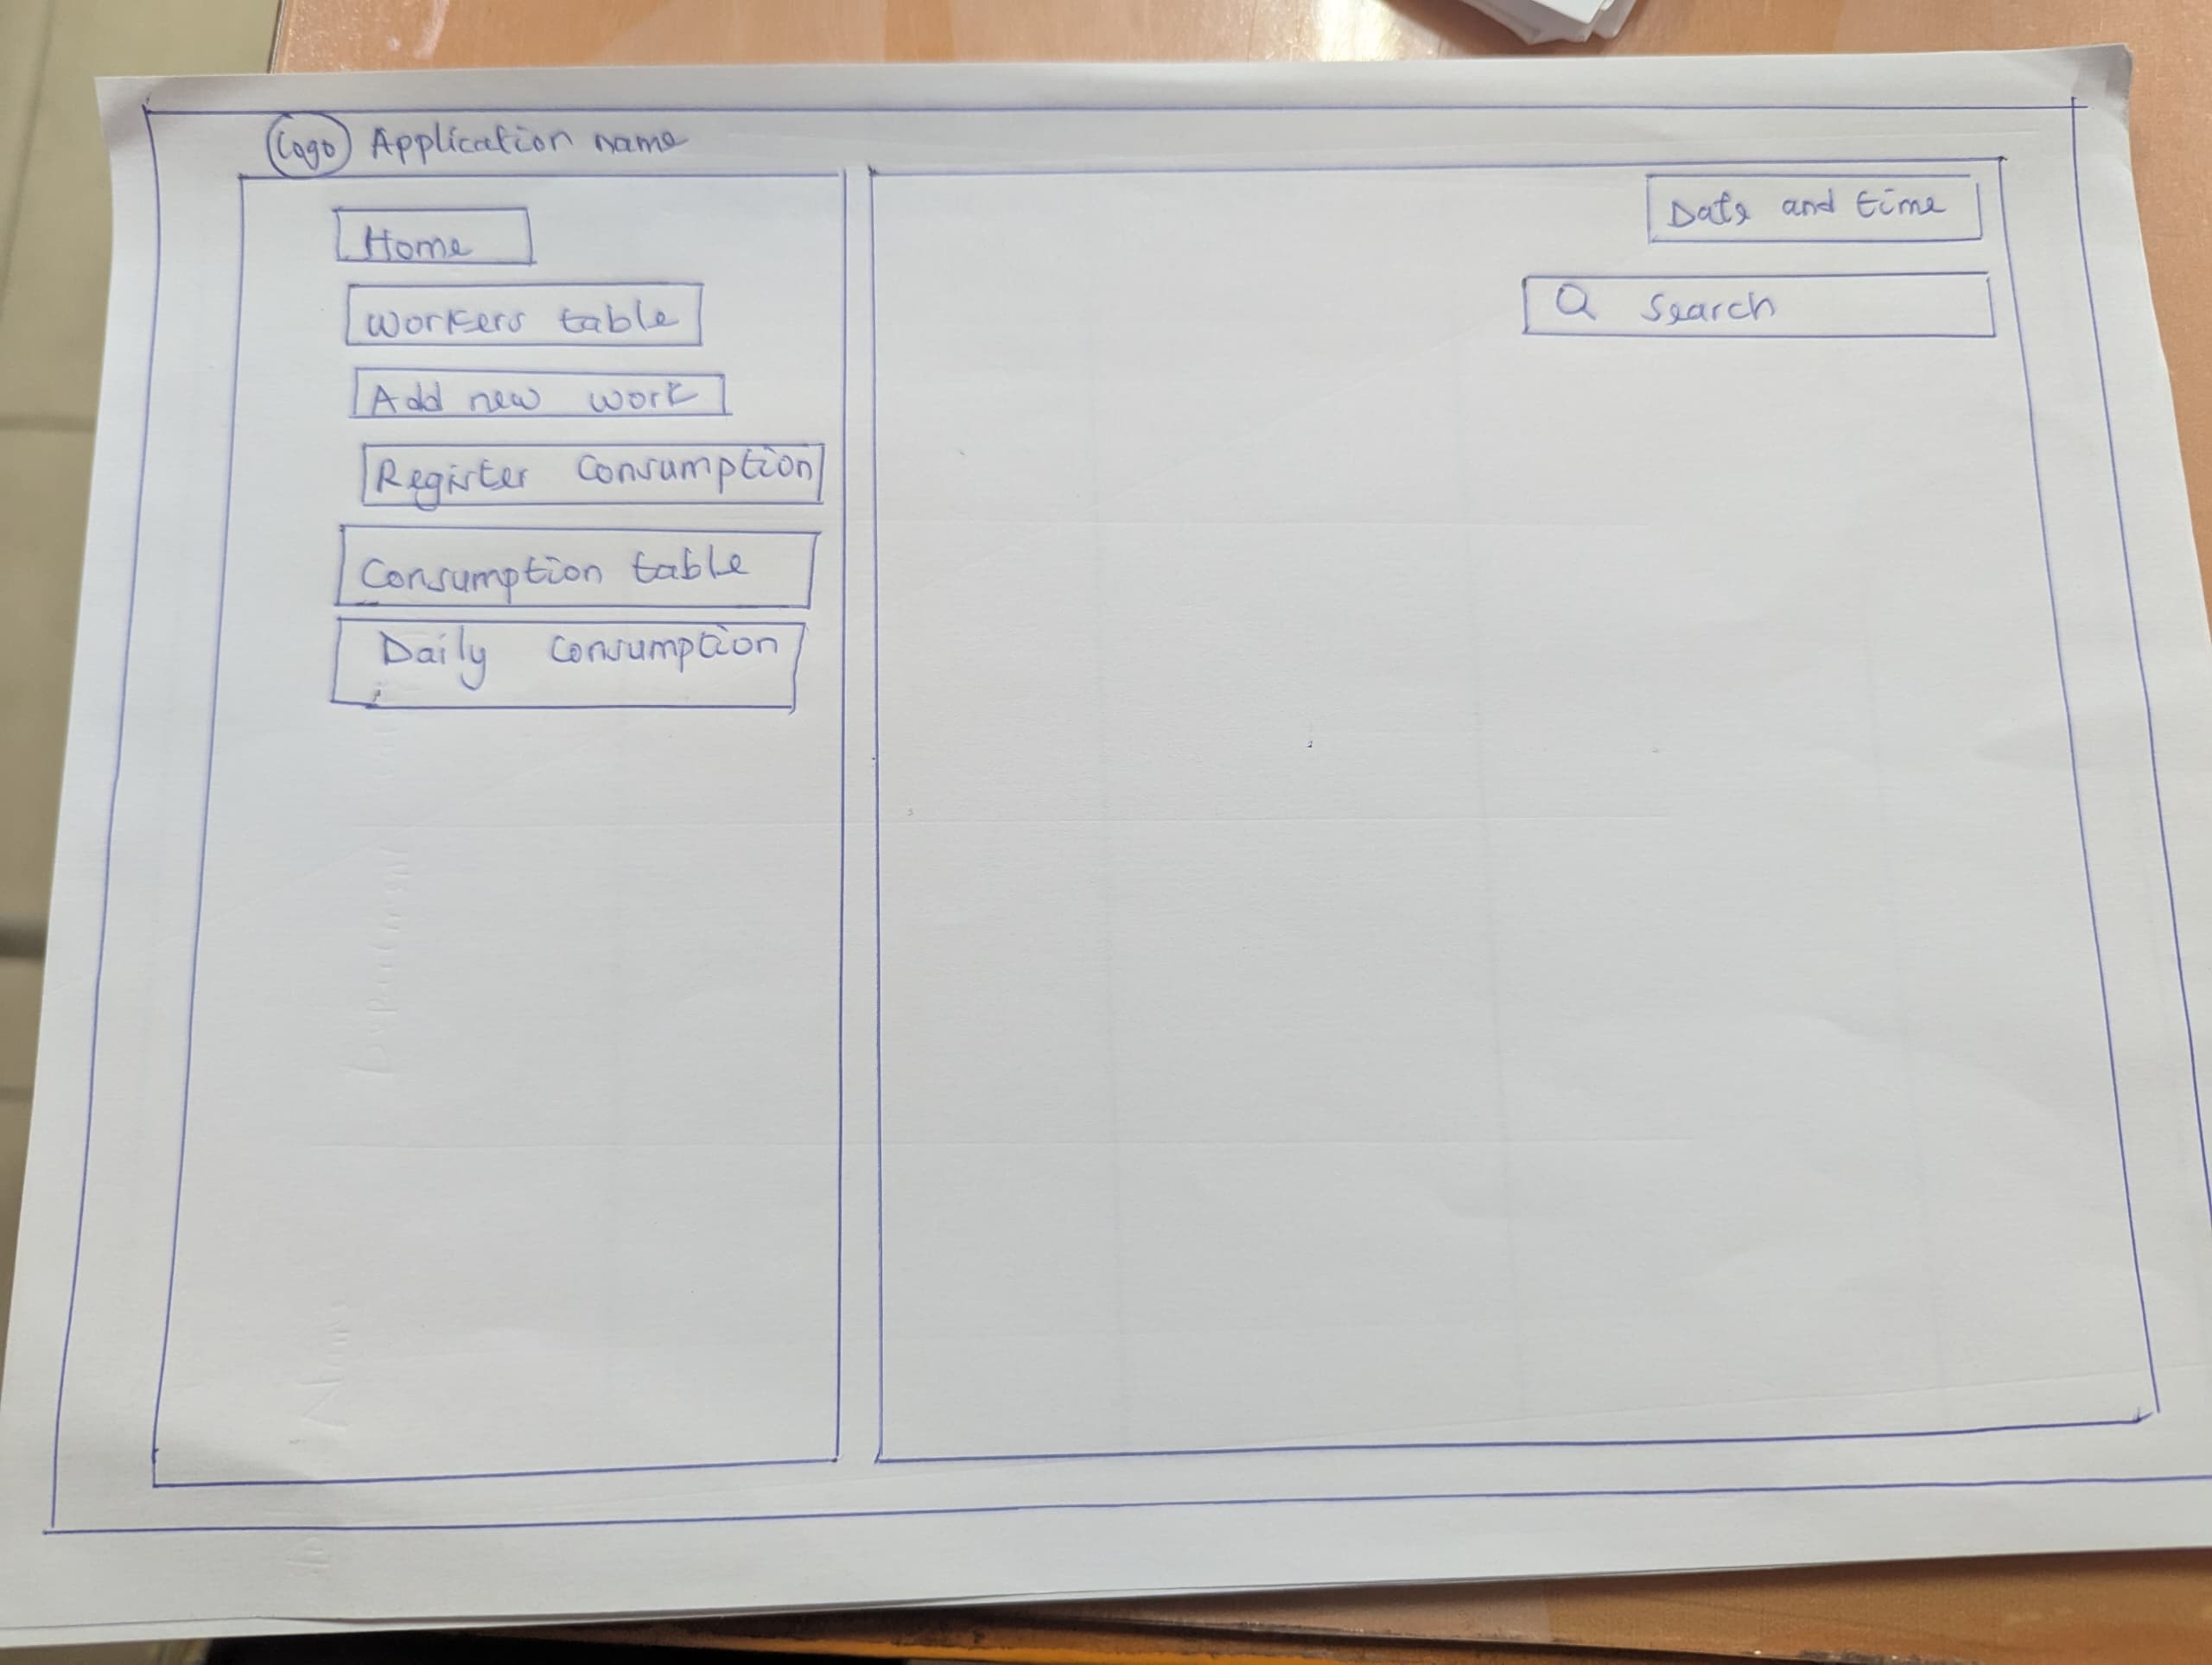 Logo Application name
Home
Workers table
Add new work
Register Consumption
Consumption table
Daily Consumption
Date and time
Search